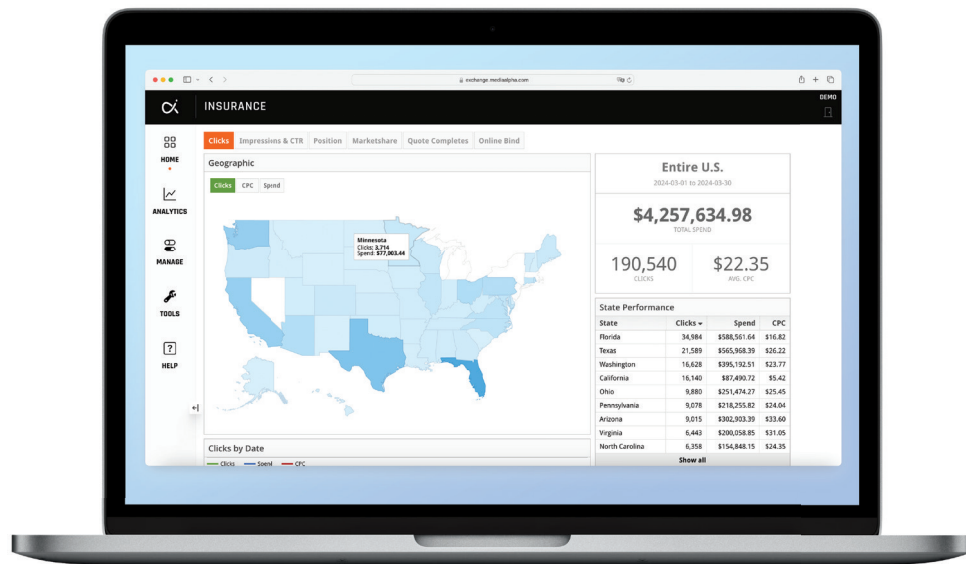 exchange.mediaalpha.com
INSURANCE
DEMO
HOME
ANALYTICS
MANAGE
TOOLS
HELP
Clicks Impressions & CTR Position Marketshare Quote Completes Online Bind
Geographic
Clicks CPC Spend
Minnesota
Clicks: 3,714
Spend: $77,003.44
Clicks by Date
Clicks Spend CPC
Entire U.S.
2024-03-01 to 2024-03-30
$4,257,634.98
TOTAL SPEND
190,540 $22.35
CLICKS AVG. CPC
State Performance
State Clicks Spend CPC
Florida 34,984 $588,561.64 $16.82
Texas 21,589 $565,968.39 $26.22
Washington 16,628 $395,192.51 $23.77
California 16,140 $87,490.72 $5.42
Ohio 9,880 $251,474.27 $25.45
Pennsylvania 9,078 $218,255.82 $24.04
Arizona 9,015 $302,903.39 $33.60
Virginia 6,443 $200,058.85 $31.05
North Carolina 6,358 $154,848.15 $24.35
Show all